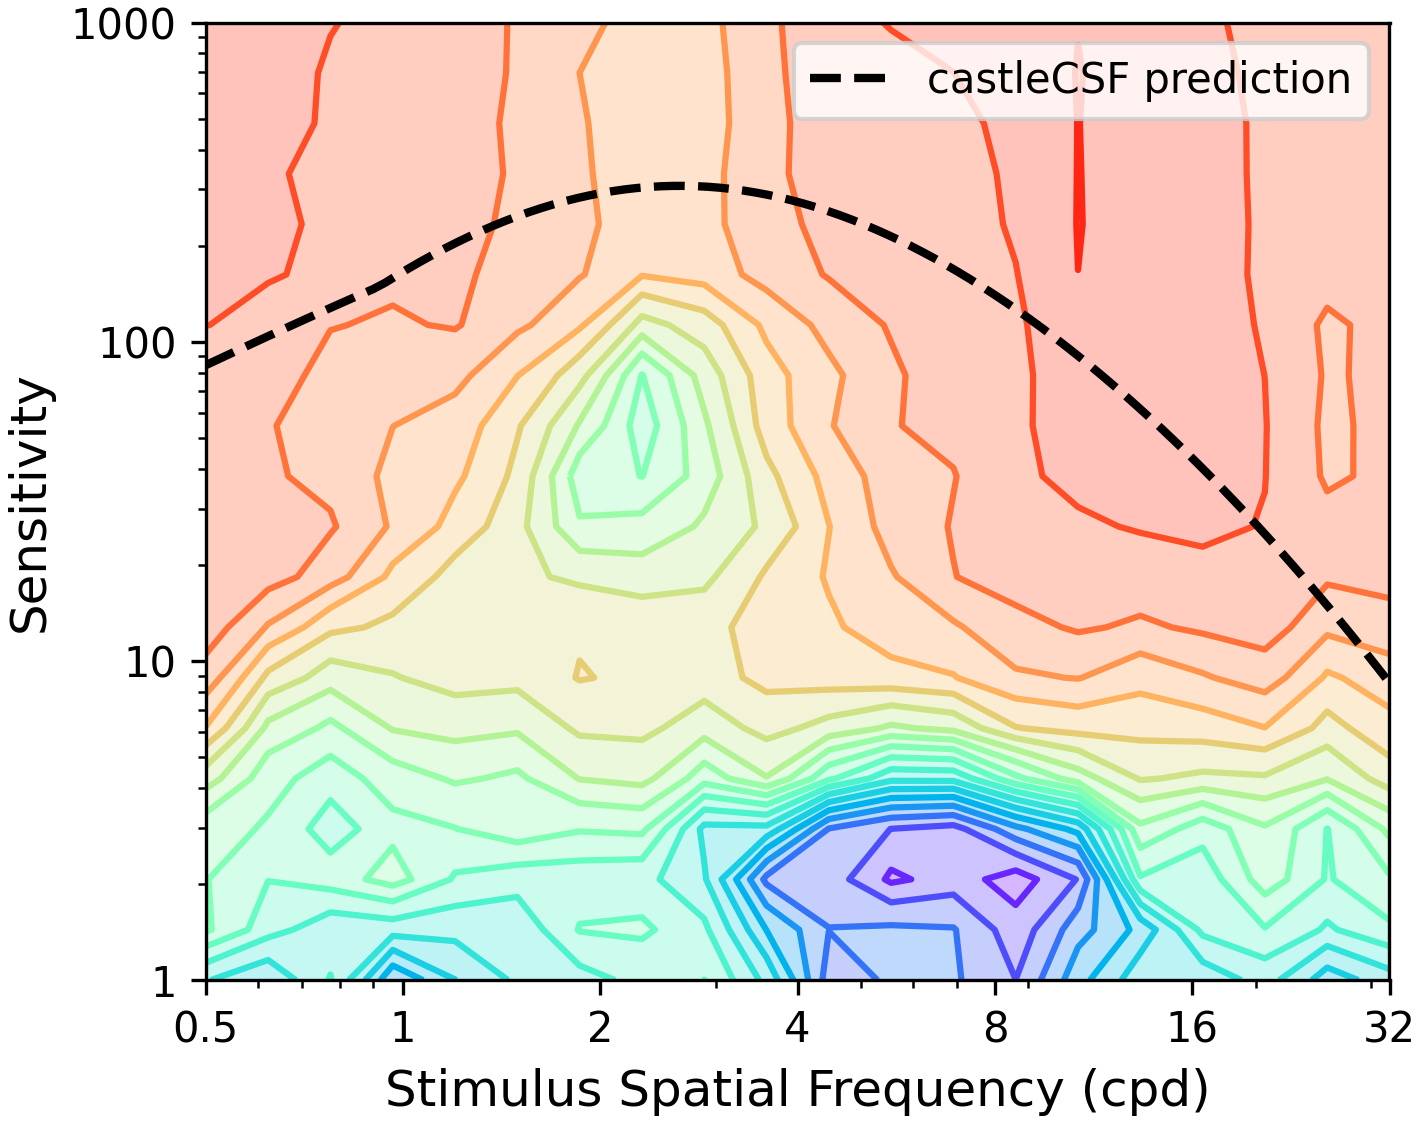 1000
castleCSF prediction
100
Sensitivity
10
1
0.5 1 2 4 8 16 32
Stimulus Spatial Frequency (cpd)